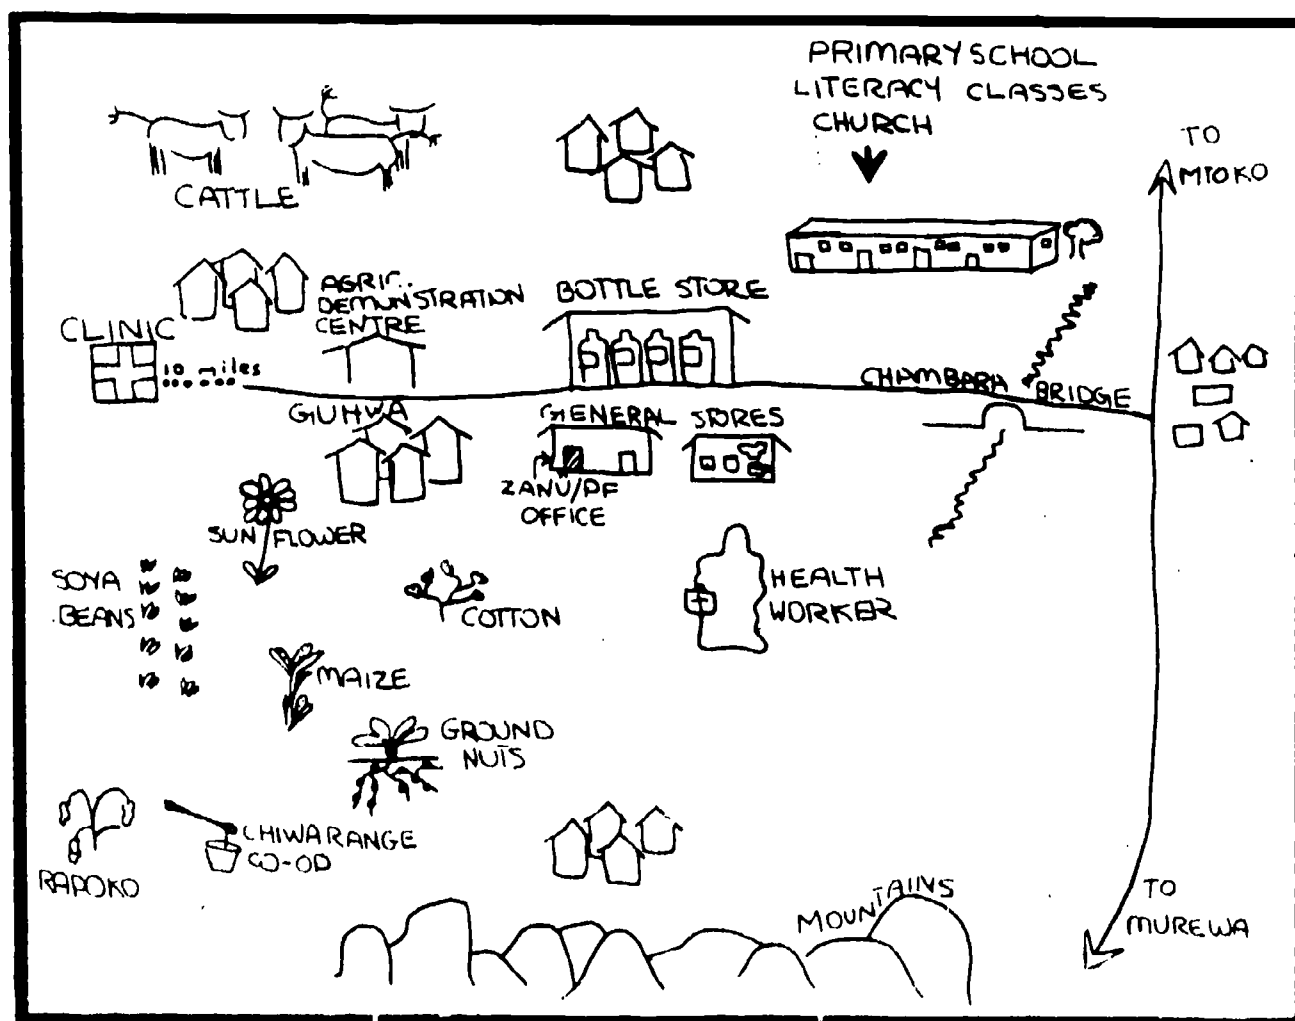 PRIMARY SCHOOL
LITERACY CLASSES
CHURCH
TO
MTOKO
CATTLE
AGRIC..
DEMONSTRATION
CENTRE
BOTTLE STORE
CLINIC
10 miles
CHAMBARA BRIDGE
GUHWA
GENERAL STORES
ZANU/PF
OFFICE
SUN FLOWER
SOYA
BEANS
COTTON
HEALTH
WORKER
MAIZE
GROUND
NUTS
CHIWARANGE
CO-OP
RAPOKO
MOUNTAINS
TO
MUREWA